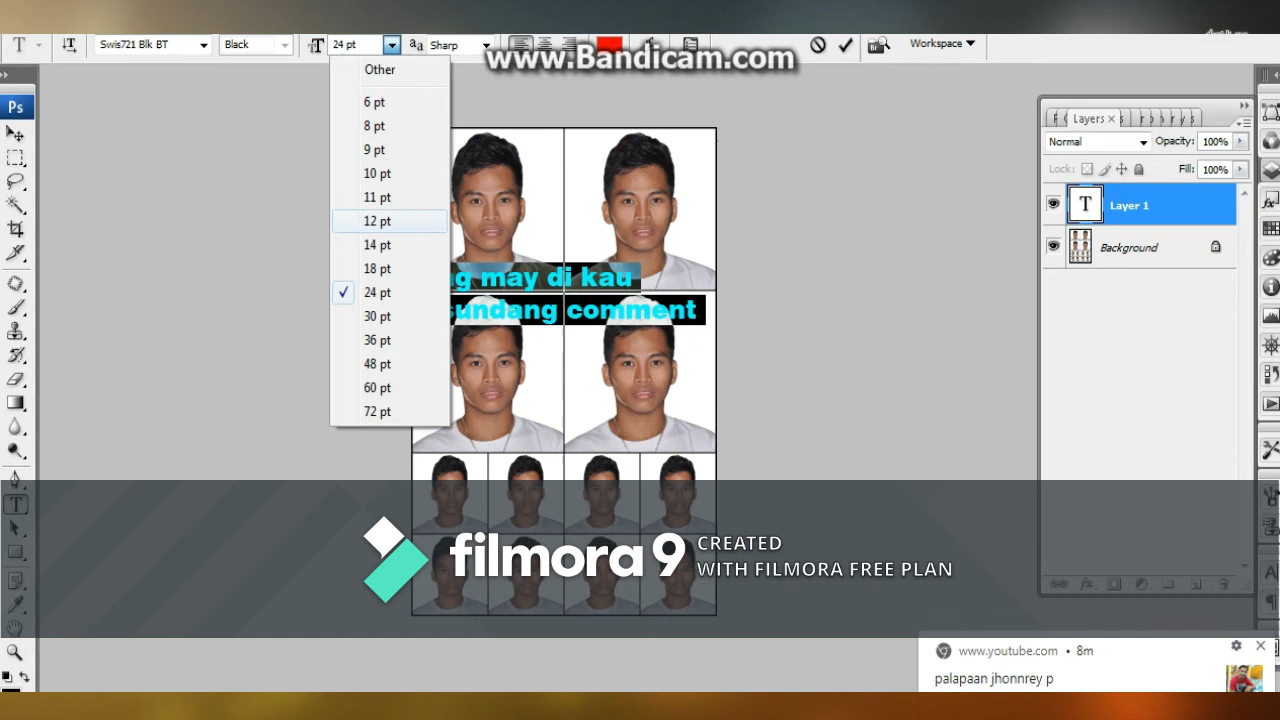 Swis721 Blk BT
Black
24 pt
Sharp
www.Bandicam.com
Workspace
Other
6 pt
8 pt
9 pt
10 pt
11 pt
12 pt
14 pt
18 pt
24 pt
30 pt
36 pt
48 pt
60 pt
72 pt
Ps
ng may di kau
sundang comment
Layers
Normal
Opacity: 100%
Lock:
Fill: 100%
T Layer 1
Background
filmora 9
CREATED
WITH FILMORA FREE PLAN
www.youtube.com • 8m
palapaan jhonnrey p